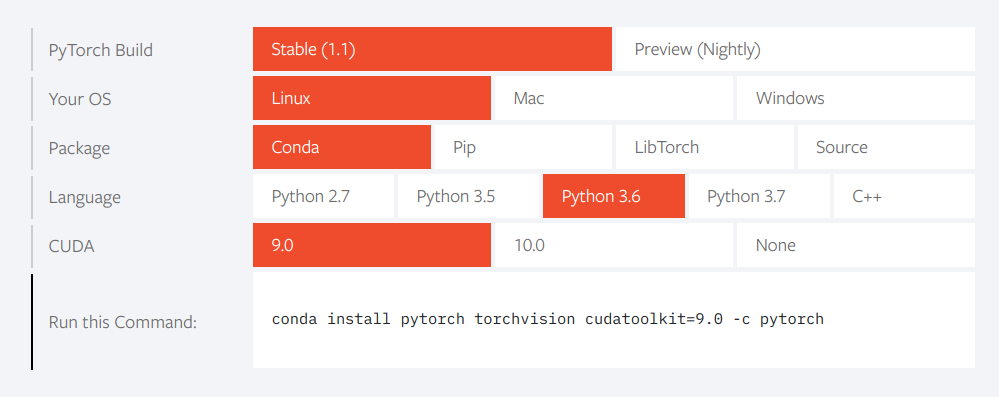 PyTorch Build Stable (1.1) Preview (Nightly)
Your OS Linux Mac Windows
Package Conda Pip LibTorch Source
Language Python 2.7 Python 3.5 Python 3.6 Python 3.7 C++
CUDA 9.0 10.0 None
Run this Command: conda install pytorch torchvision cudatoolkit=9.0 -c pytorch